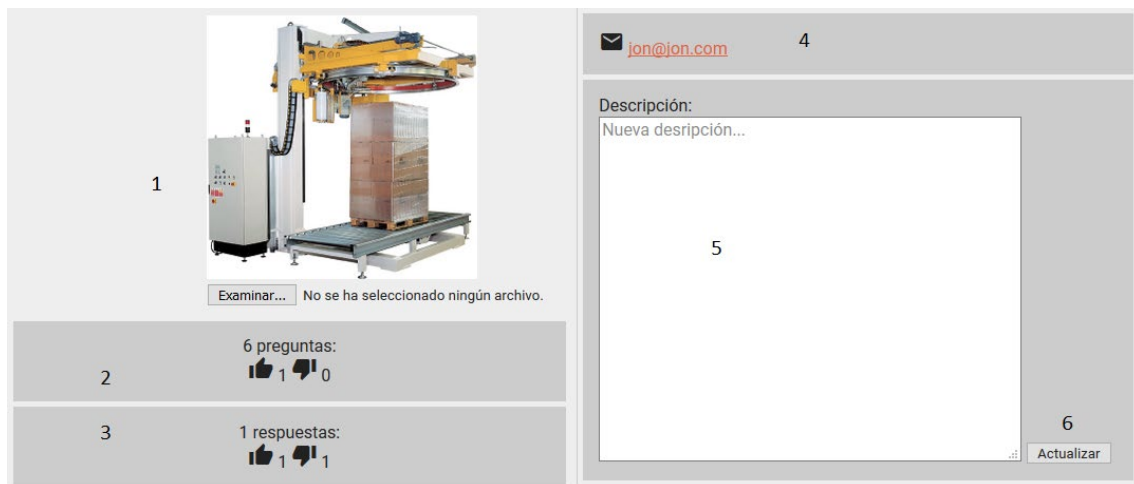 1
Examinar... No se ha seleccionado ningún archivo.
2
6 preguntas:
1 0
3
1 respuestas:
1 1
jon@jon.com
4
Descripción:
Nueva desripción...
5
6
Actualizar